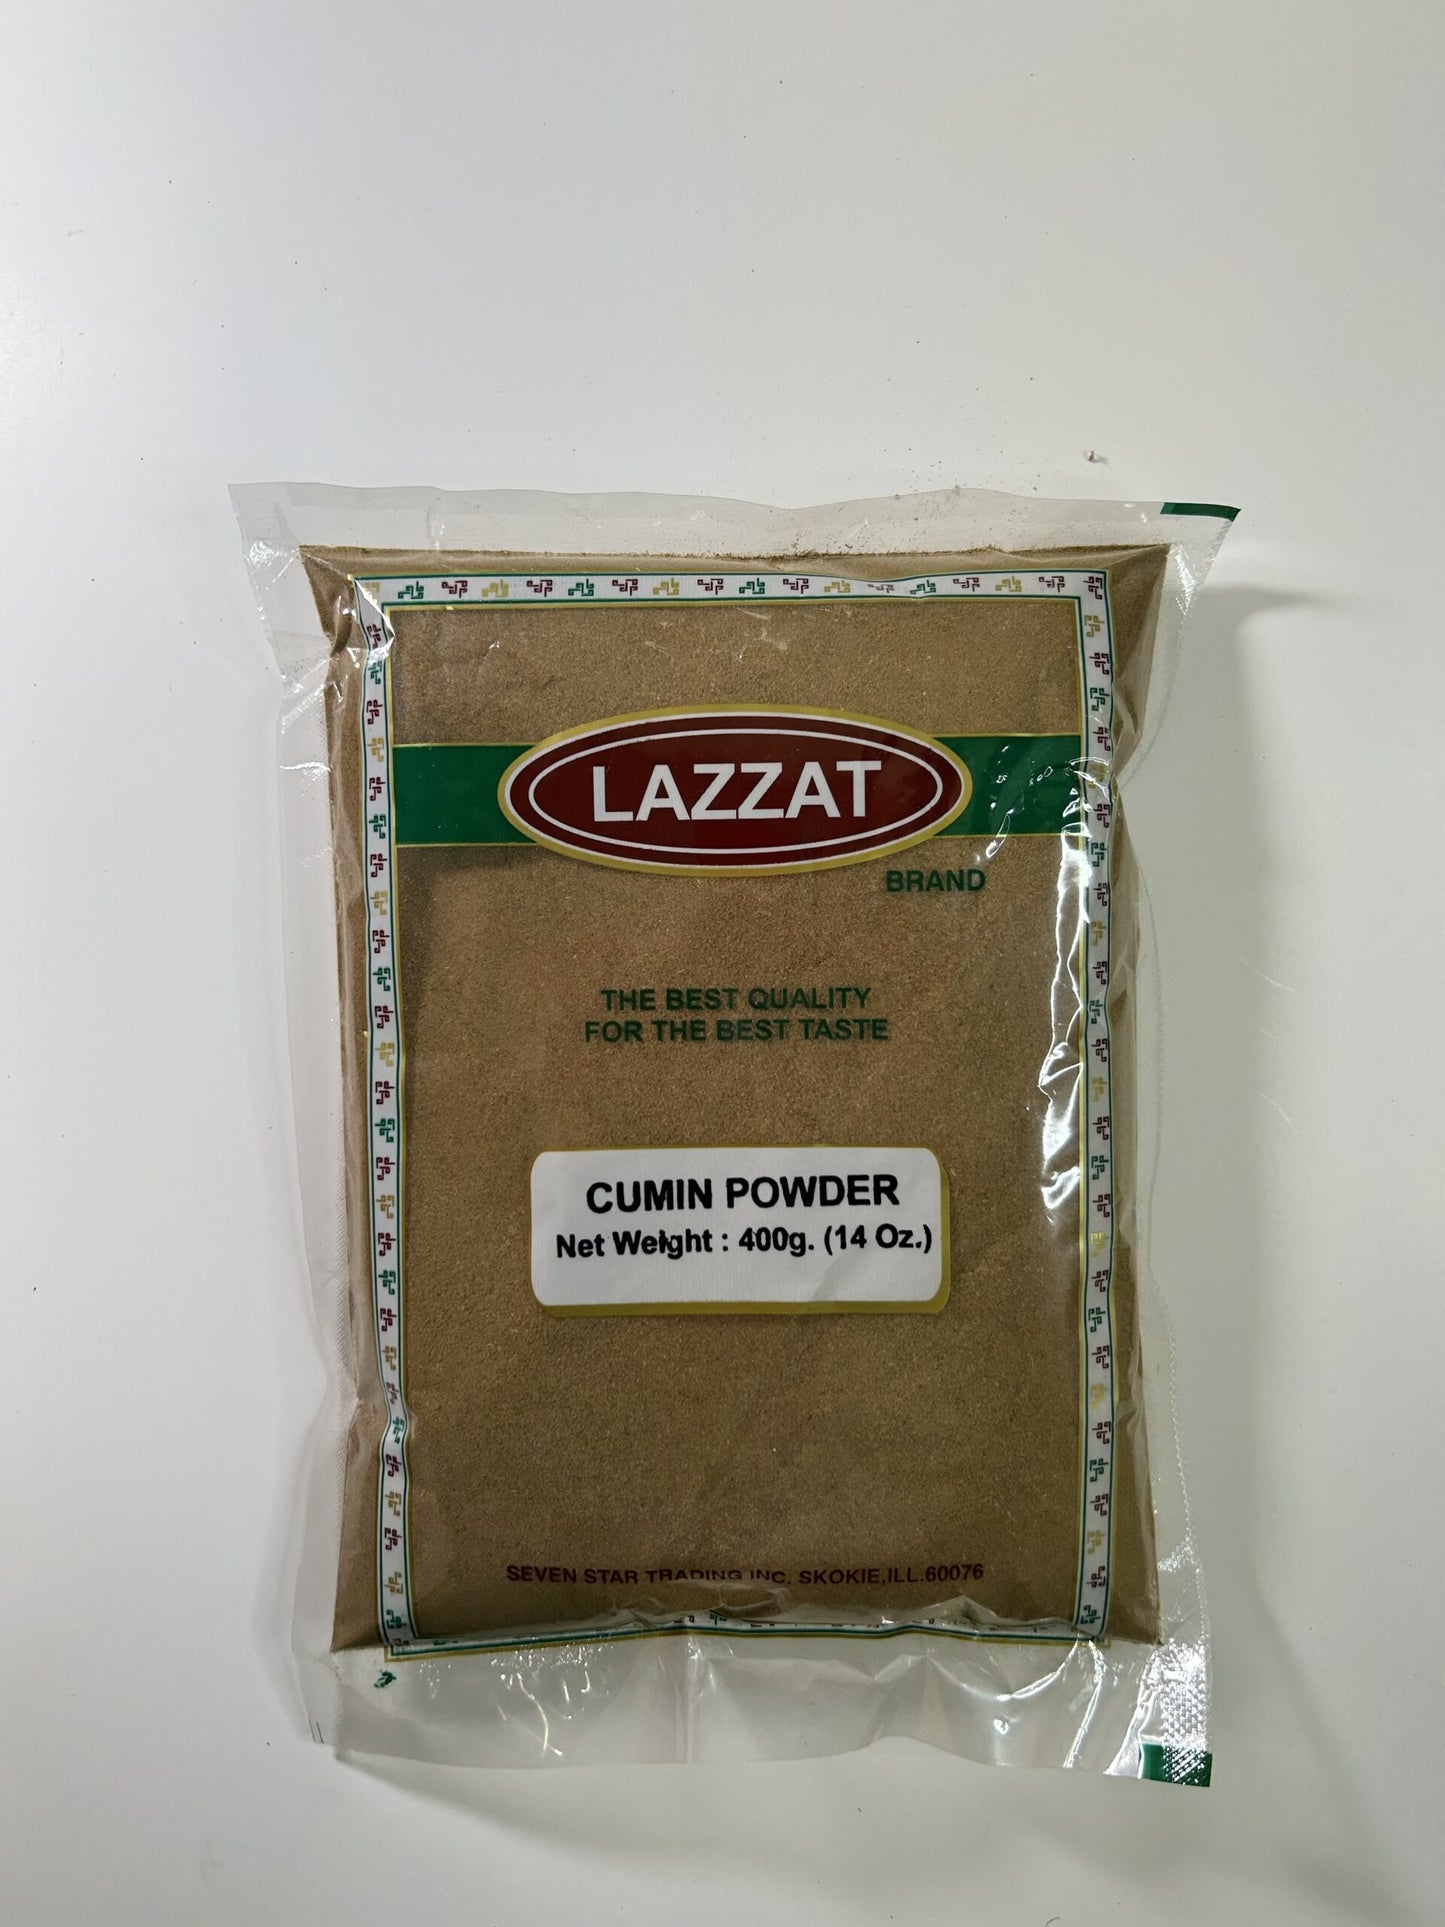 LAZZAT
BRAND
THE BEST QUALITY
FOR THE BEST TASTE
CUMIN POWDER
Net Weight : 400g. (14 Oz.)
SEVEN STAR TRADING INC. SKOKIE,ILL.60076